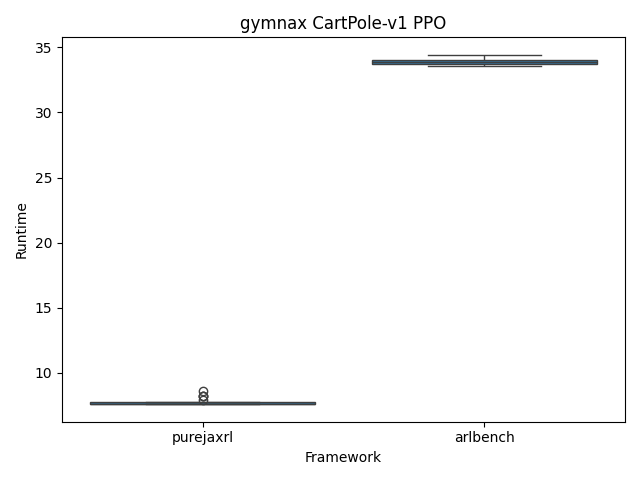 gymnax CartPole-v1 PPO
35
30
25
20
15
10
Runtime
purejaxrl
arlbench
Framework